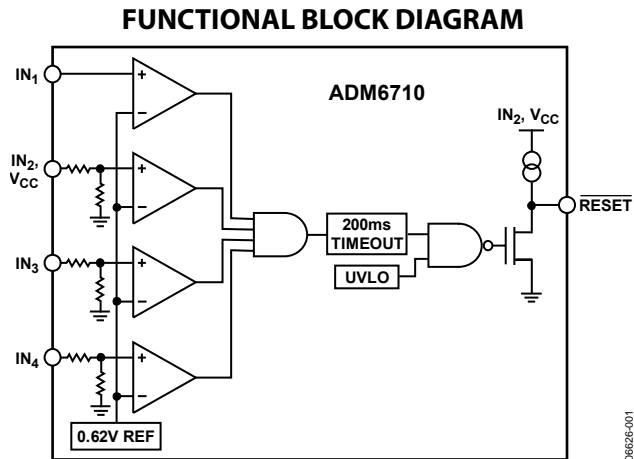 FUNCTIONAL BLOCK DIAGRAM
ADM6710
IN1
IN2,
VCC
IN3
IN4
+
−
+
−
+
−
+
−
0.62V REF
200ms
TIMEOUT
UVLO
IN2, VCC
RESET
06626-001